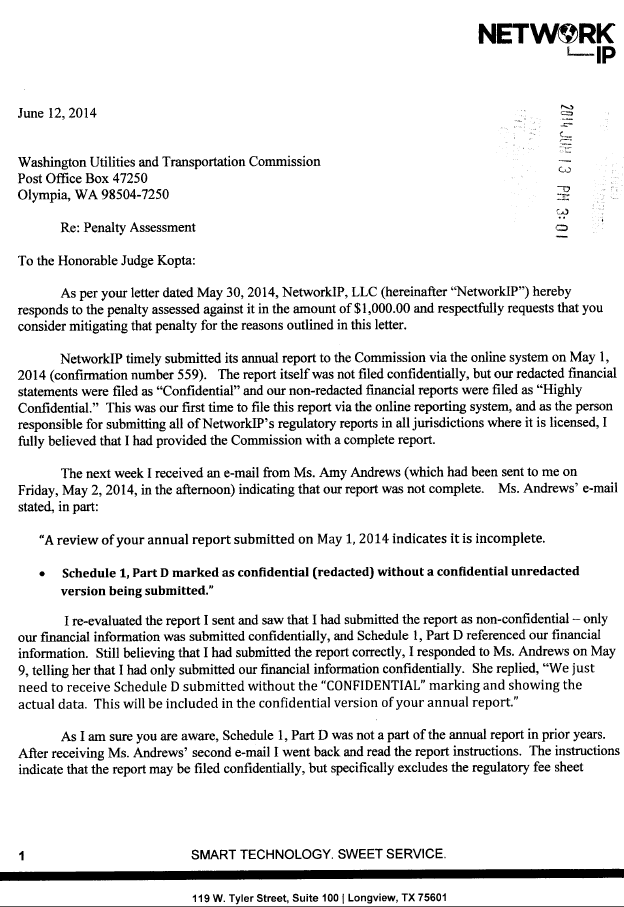 NETWORK
IP
June 12, 2014
2014 JUN 13 PM 3:01
Washington Utilities and Transportation Commission
Post Office Box 47250
Olympia, WA 98504-7250
Re: Penalty Assessment
To the Honorable Judge Kopta:
As per your letter dated May 30, 2014, NetworkIP, LLC (hereinafter “NetworkIP”) hereby
responds to the penalty assessed against it in the amount of $1,000.00 and respectfully requests that you
consider mitigating that penalty for the reasons outlined in this letter.
NetworkIP timely submitted its annual report to the Commission via the online system on May 1,
2014 (confirmation number 559). The report itself was not filed confidentially, but our redacted financial
statements were filed as “Confidential” and our non-redacted financial reports were filed as “Highly
Confidential.” This was our first time to file this report via the online reporting system, and as the person
responsible for submitting all of NetworkIP’s regulatory reports in all jurisdictions where it is licensed, I
fully believed that I had provided the Commission with a complete report.
The next week I received an e-mail from Ms. Amy Andrews (which had been sent to me on
Friday, May 2, 2014, in the afternoon) indicating that our report was not complete. Ms. Andrews’ e-mail
stated, in part:
“A review of your annual report submitted on May 1, 2014 indicates it is incomplete.
• Schedule 1, Part D marked as confidential (redacted) without a confidential unredacted
version being submitted.”
I re-evaluated the report I sent and saw that I had submitted the report as non-confidential – only
our financial information was submitted confidentially, and Schedule 1, Part D referenced our financial
information. Still believing that I had submitted the report correctly, I responded to Ms. Andrews on May
9, telling her that I had only submitted our financial information confidentially. She replied, “We just
need to receive Schedule D submitted without the “CONFIDENTIAL” marking and showing the
actual data. This will be included in the confidential version of your annual report.”
As I am sure you are aware, Schedule 1, Part D was not a part of the annual report in prior years.
After receiving Ms. Andrews’ second e-mail I went back and read the report instructions. The instructions
indicate that the report may be filed confidentially, but specifically excludes the regulatory fee sheet
1
SMART TECHNOLOGY. SWEET SERVICE.
119 W. Tyler Street, Suite 100 | Longview, TX 75601